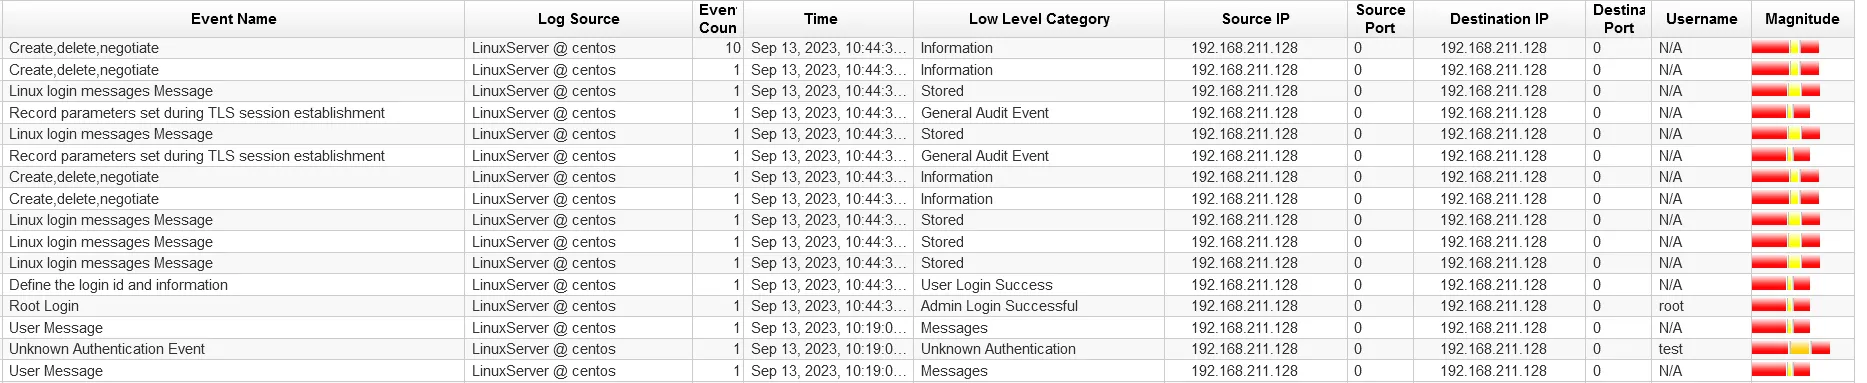 Event Name Log Source Even Coun Time Low Level Category Source IP Source Port Destination IP Destina Port Username Magnitude
Create,delete,negotiate LinuxServer @ centos 10 Sep 13, 2023, 10:44:3… Information 192.168.211.128 0 192.168.211.128 0 N/A
Create,delete,negotiate LinuxServer @ centos 1 Sep 13, 2023, 10:44:3… Information 192.168.211.128 0 192.168.211.128 0 N/A
Linux login messages Message LinuxServer @ centos 1 Sep 13, 2023, 10:44:3… Stored 192.168.211.128 0 192.168.211.128 0 N/A
Record parameters set during TLS session establishment LinuxServer @ centos 1 Sep 13, 2023, 10:44:3… General Audit Event 192.168.211.128 0 192.168.211.128 0 N/A
Linux login messages Message LinuxServer @ centos 1 Sep 13, 2023, 10:44:3… Stored 192.168.211.128 0 192.168.211.128 0 N/A
Record parameters set during TLS session establishment LinuxServer @ centos 1 Sep 13, 2023, 10:44:3… General Audit Event 192.168.211.128 0 192.168.211.128 0 N/A
Create,delete,negotiate LinuxServer @ centos 1 Sep 13, 2023, 10:44:3… Information 192.168.211.128 0 192.168.211.128 0 N/A
Create,delete,negotiate LinuxServer @ centos 1 Sep 13, 2023, 10:44:3… Information 192.168.211.128 0 192.168.211.128 0 N/A
Linux login messages Message LinuxServer @ centos 1 Sep 13, 2023, 10:44:3… Stored 192.168.211.128 0 192.168.211.128 0 N/A
Linux login messages Message LinuxServer @ centos 1 Sep 13, 2023, 10:44:3… Stored 192.168.211.128 0 192.168.211.128 0 N/A
Linux login messages Message LinuxServer @ centos 1 Sep 13, 2023, 10:44:3… Stored 192.168.211.128 0 192.168.211.128 0 N/A
Define the login id and information LinuxServer @ centos 1 Sep 13, 2023, 10:44:3… User Login Success 192.168.211.128 0 192.168.211.128 0 N/A
Root Login LinuxServer @ centos 1 Sep 13, 2023, 10:44:3… Admin Login Successful 192.168.211.128 0 192.168.211.128 0 root
User Message LinuxServer @ centos 1 Sep 13, 2023, 10:19:0… Messages 192.168.211.128 0 192.168.211.128 0 N/A
Unknown Authentication Event LinuxServer @ centos 1 Sep 13, 2023, 10:19:0… Unknown Authentication 192.168.211.128 0 192.168.211.128 0 test
User Message LinuxServer @ centos 1 Sep 13, 2023, 10:19:0… Messages 192.168.211.128 0 192.168.211.128 0 N/A